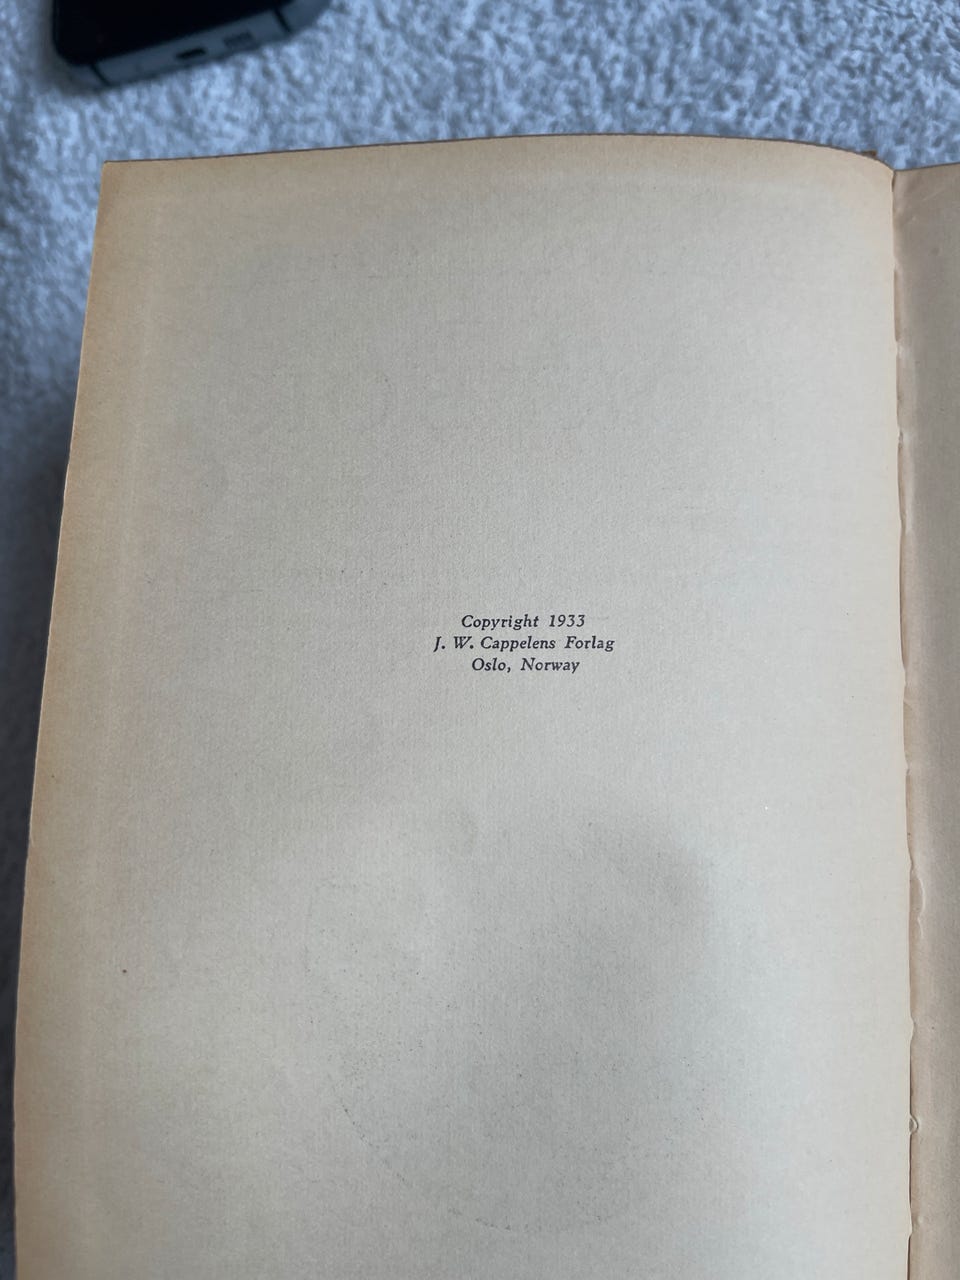 Copyright 1933
J. W. Cappelens Forlag
Oslo, Norway